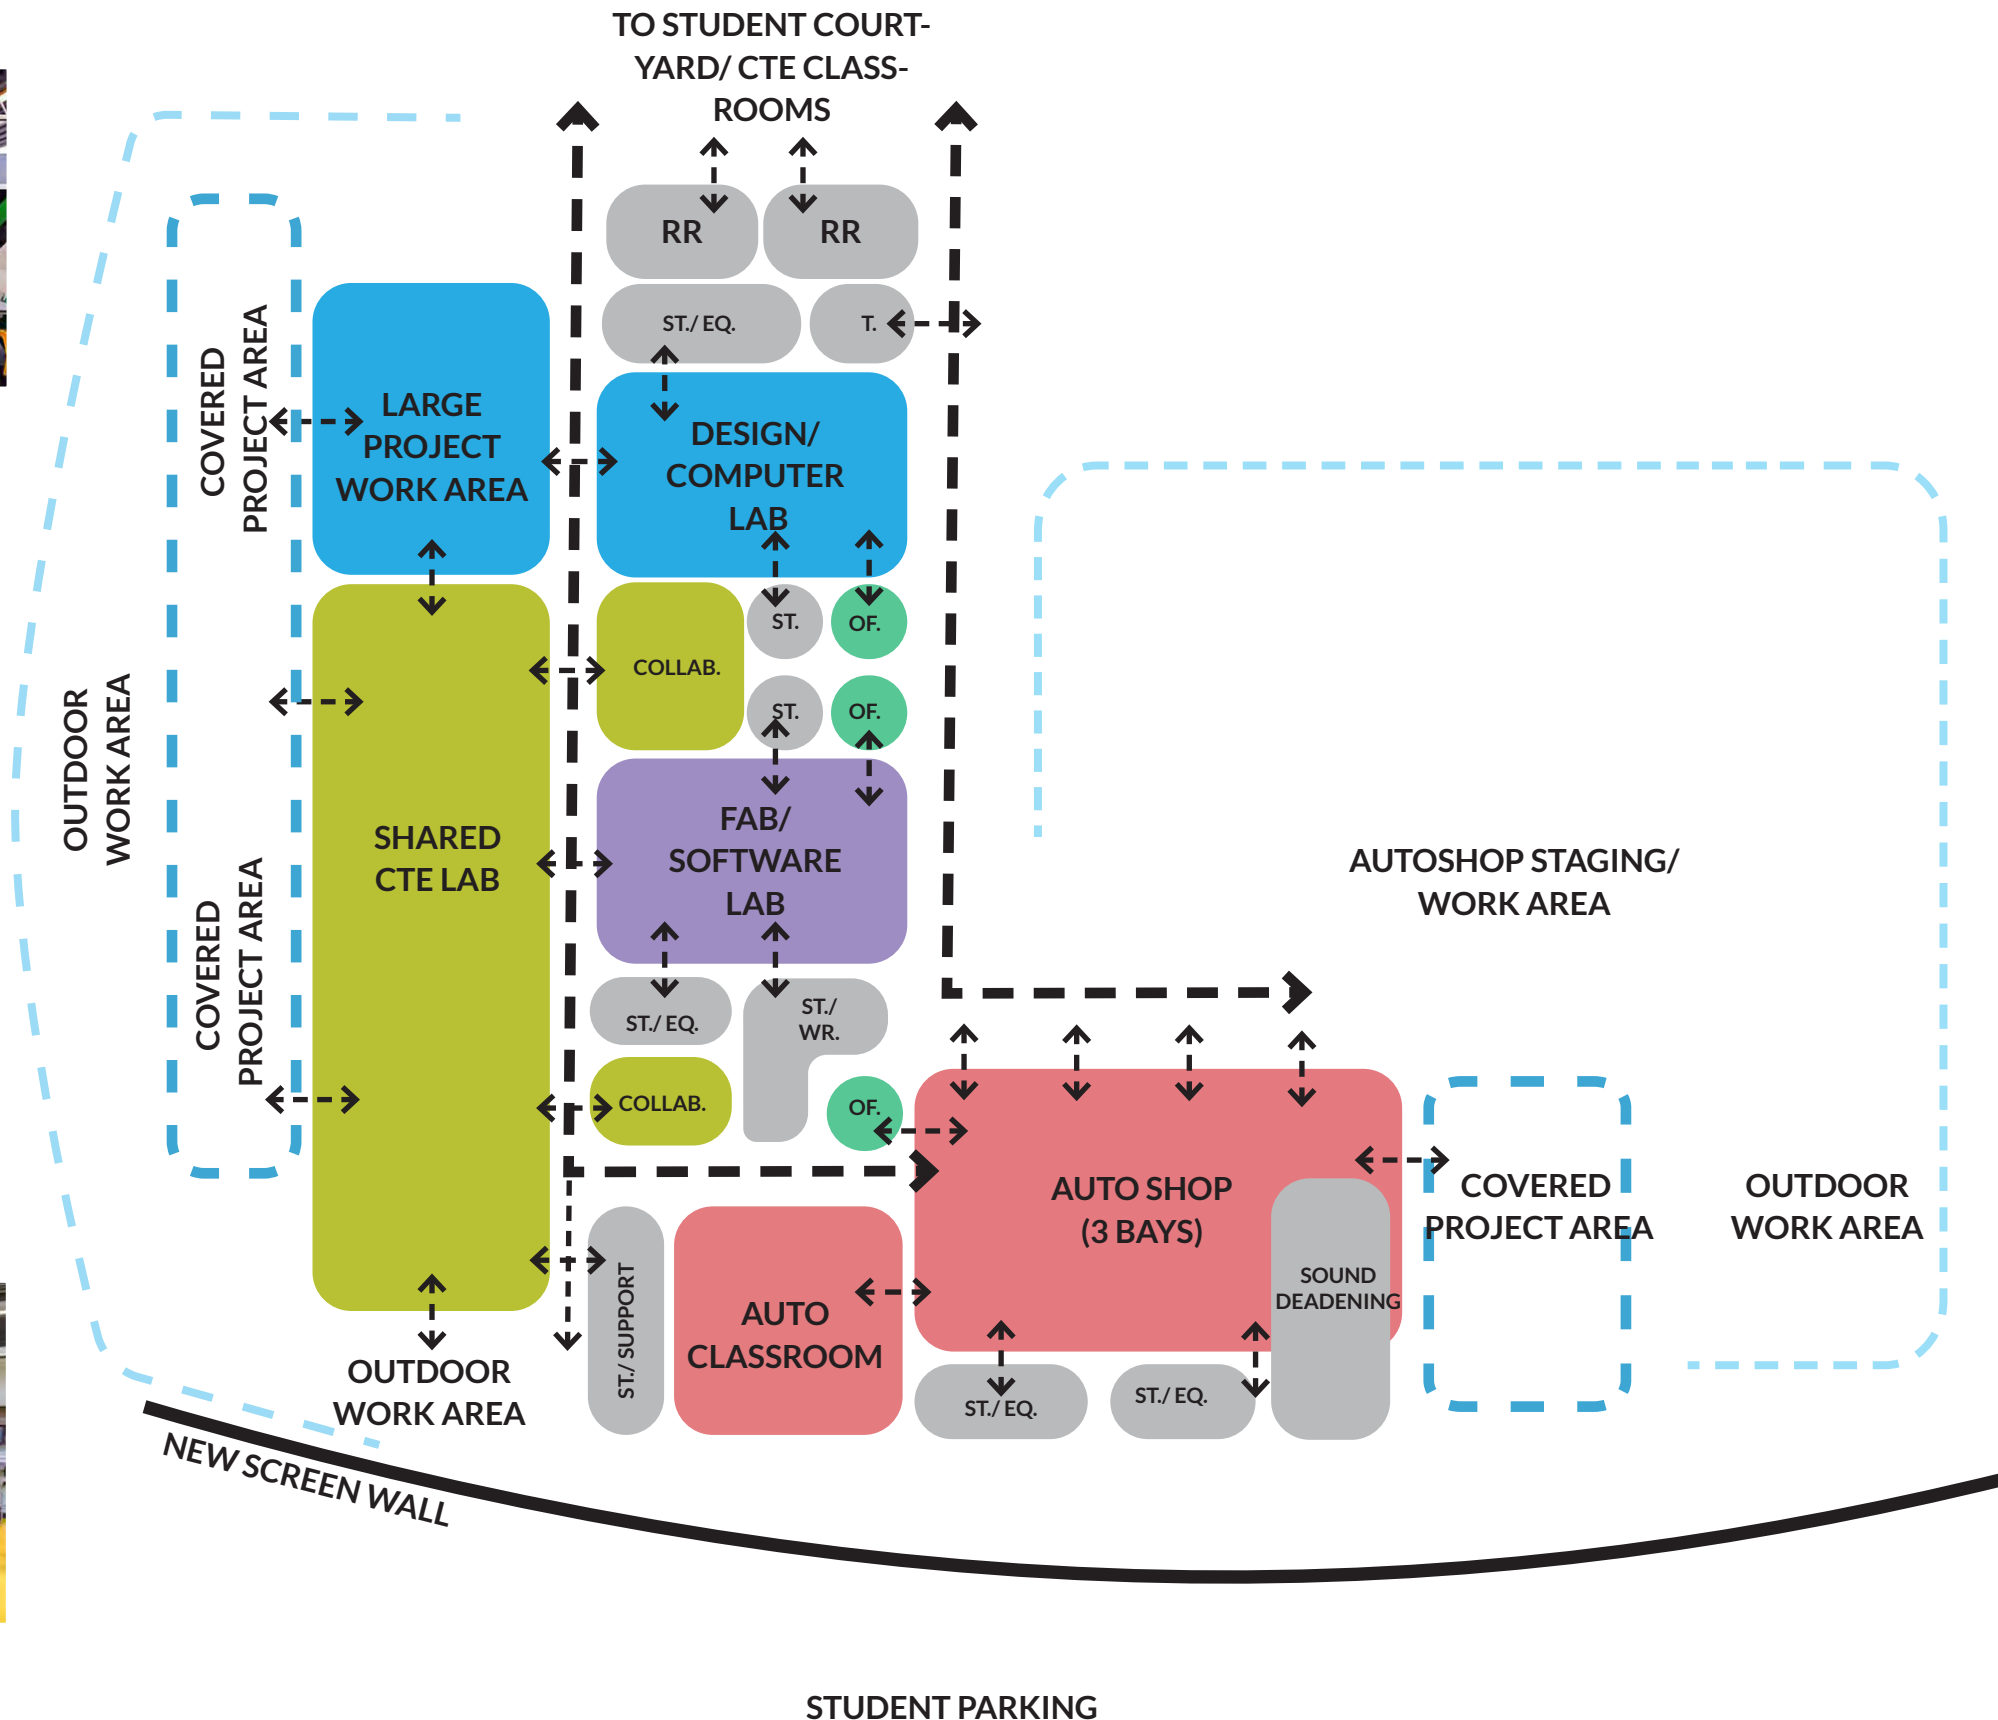 TO STUDENT COURT-
YARD/ CTE CLASS-
ROOMS
RR
RR
ST./ EQ.
T.
COVERED
PROJECT AREA
LARGE
PROJECT
WORK AREA
DESIGN/
COMPUTER
LAB
ST.
OF.
COLLAB.
ST.
OF.
OUTDOOR
WORK AREA
SHARED
CTE LAB
FAB/
SOFTWARE
LAB
AUTOSHOP STAGING/
WORK AREA
COVERED
PROJECT AREA
ST./ EQ.
ST./
WR.
COLLAB.
OF.
AUTO SHOP
(3 BAYS)
COVERED
PROJECT AREA
OUTDOOR
WORK AREA
SOUND
DEADENING
ST./ SUPPORT
AUTO
CLASSROOM
OUTDOOR
WORK AREA
ST./ EQ.
ST./ EQ.
NEW SCREEN WALL
STUDENT PARKING